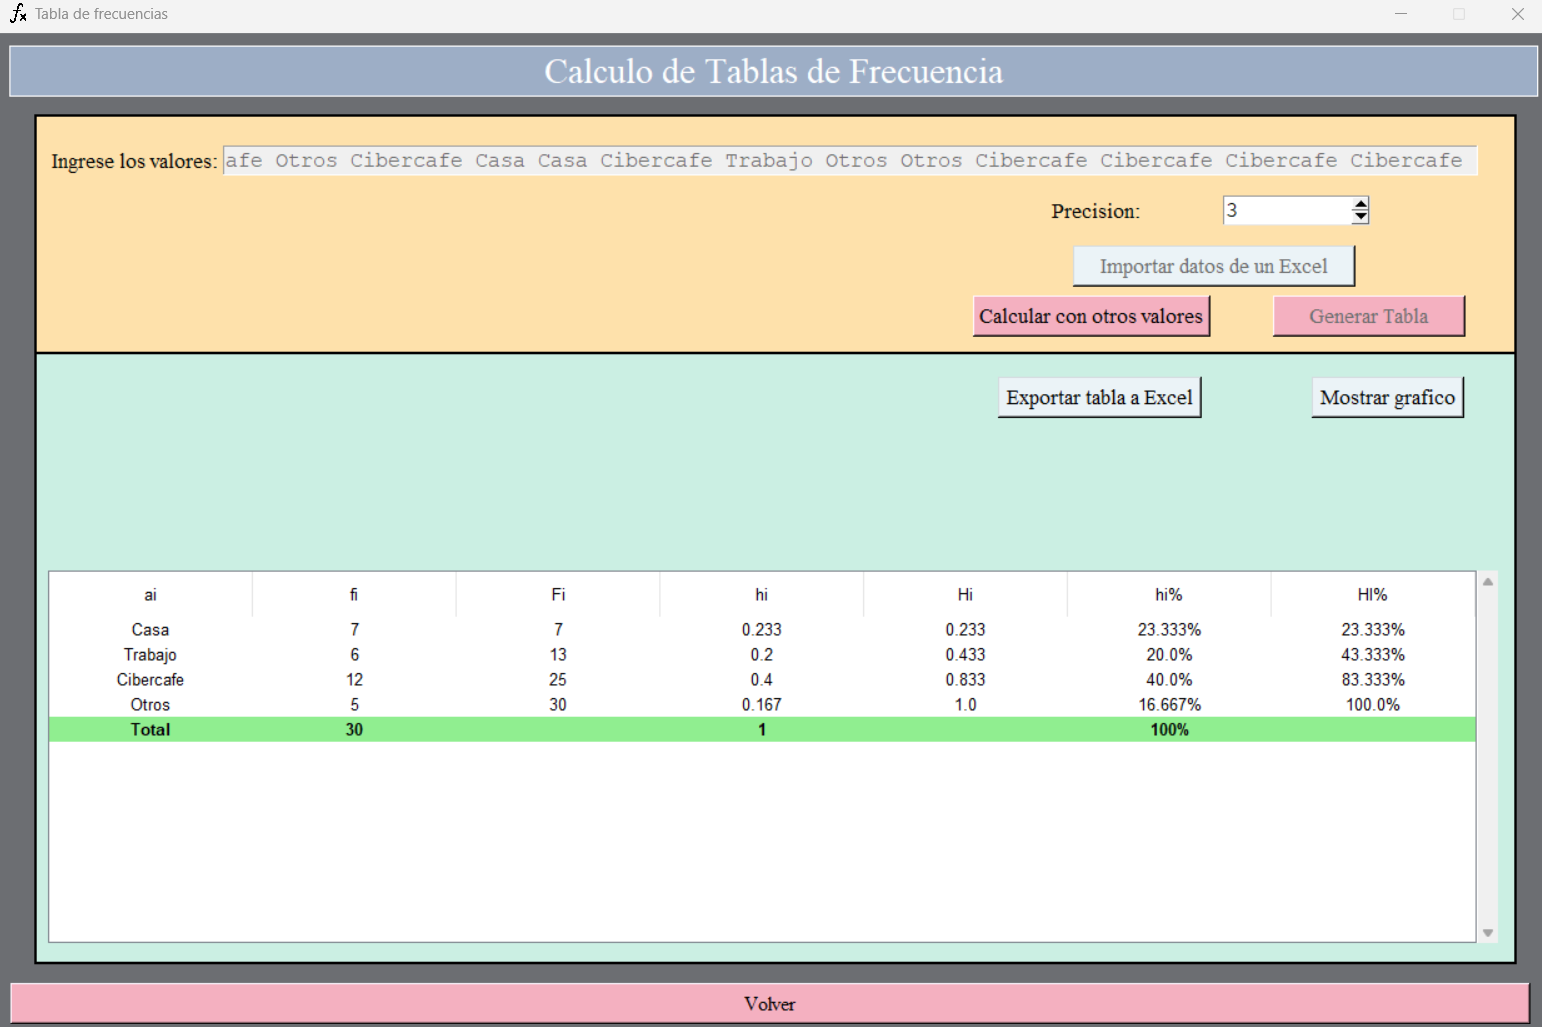 Tabla de frecuencias
Calculo de Tablas de Frecuencia
Ingrese los valores: afe Otros Cibercafe Casa Casa Cibercafe Trabajo Otros Otros Cibercafe Cibercafe Cibercafe Cibercafe
Precision: 3
Importar datos de un Excel
Calcular con otros valores Generar Tabla
Exportar tabla a Excel Mostrar grafico
ai fi Fi hi Hi hi% HI%
Casa 7 7 0.233 0.233 23.333% 23.333%
Trabajo 6 13 0.2 0.433 20.0% 43.333%
Cibercafe 12 25 0.4 0.833 40.0% 83.333%
Otros 5 30 0.167 1.0 16.667% 100.0%
Total 30 1 100%
Volver